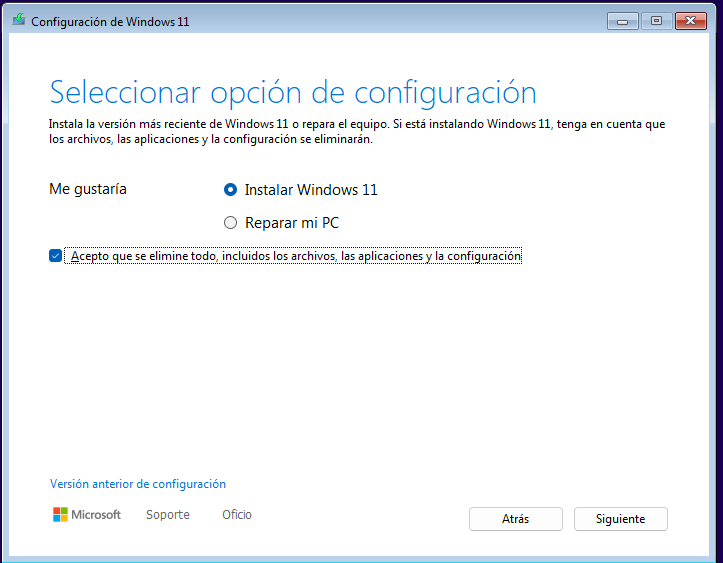 Configuración de Windows 11
Seleccionar opción de configuración
Instala la versión más reciente de Windows 11 o repara el equipo. Si está instalando Windows 11, tenga en cuenta que
los archivos, las aplicaciones y la configuración se eliminarán.
Me gustaría
Instalar Windows 11
Reparar mi PC
Acepto que se elimine todo, incluidos los archivos, las aplicaciones y la configuración
Versión anterior de configuración
Microsoft Soporte Oficio
Atrás Siguiente